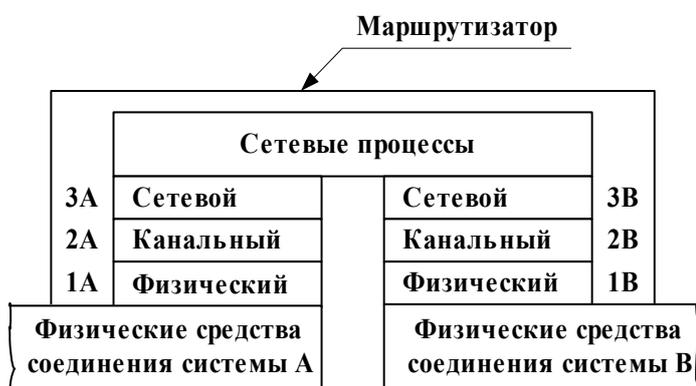 Маршрутизатор
Сетевые процессы
3А Сетевой Сетевой 3В
2А Канальный Канальный 2В
1А Физический Физический 1В
Физические средства Физические средства
соединения системы А соединения системы В